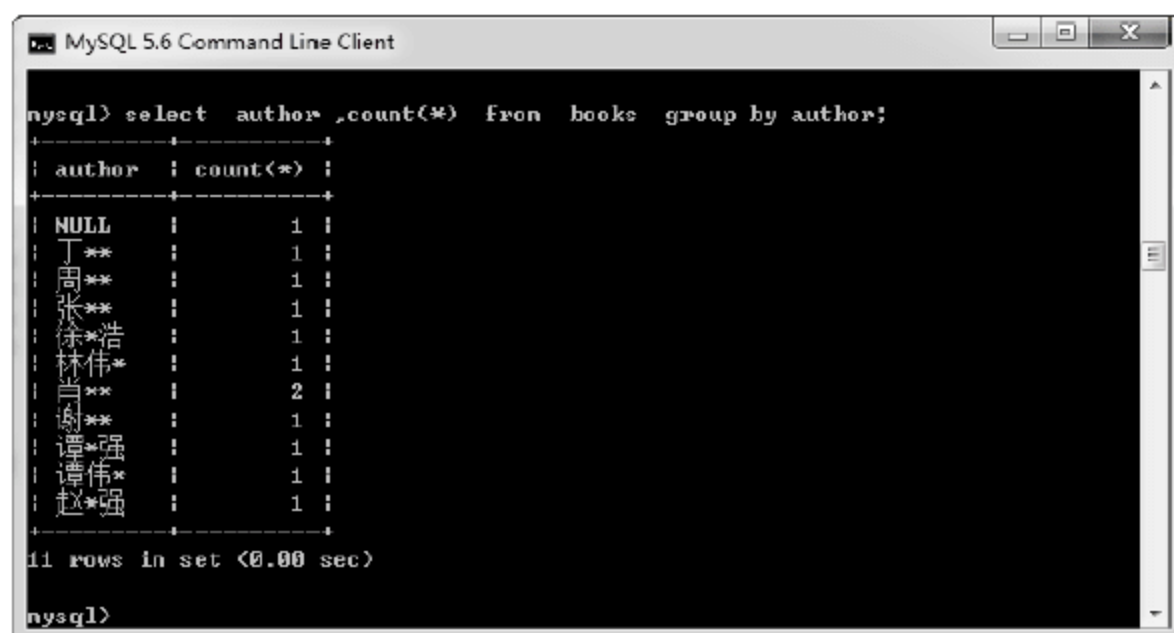 MySQL 5.6 Command Line Client
mysql> select  author ,count(*)  from  books  group by author;
+----------+----------+
| author | count(*) |
+----------+----------+
| NULL | 1 |
| 丁** | 1 |
| 周** | 1 |
| 张** | 1 |
| 徐*浩 | 1 |
| 林伟* | 1 |
| 肖** | 2 |
| 谢** | 1 |
| 谭*强 | 1 |
| 谭伟* | 1 |
| 赵*强 | 1 |
+----------+----------+
11 rows in set (0.00 sec)
mysql>